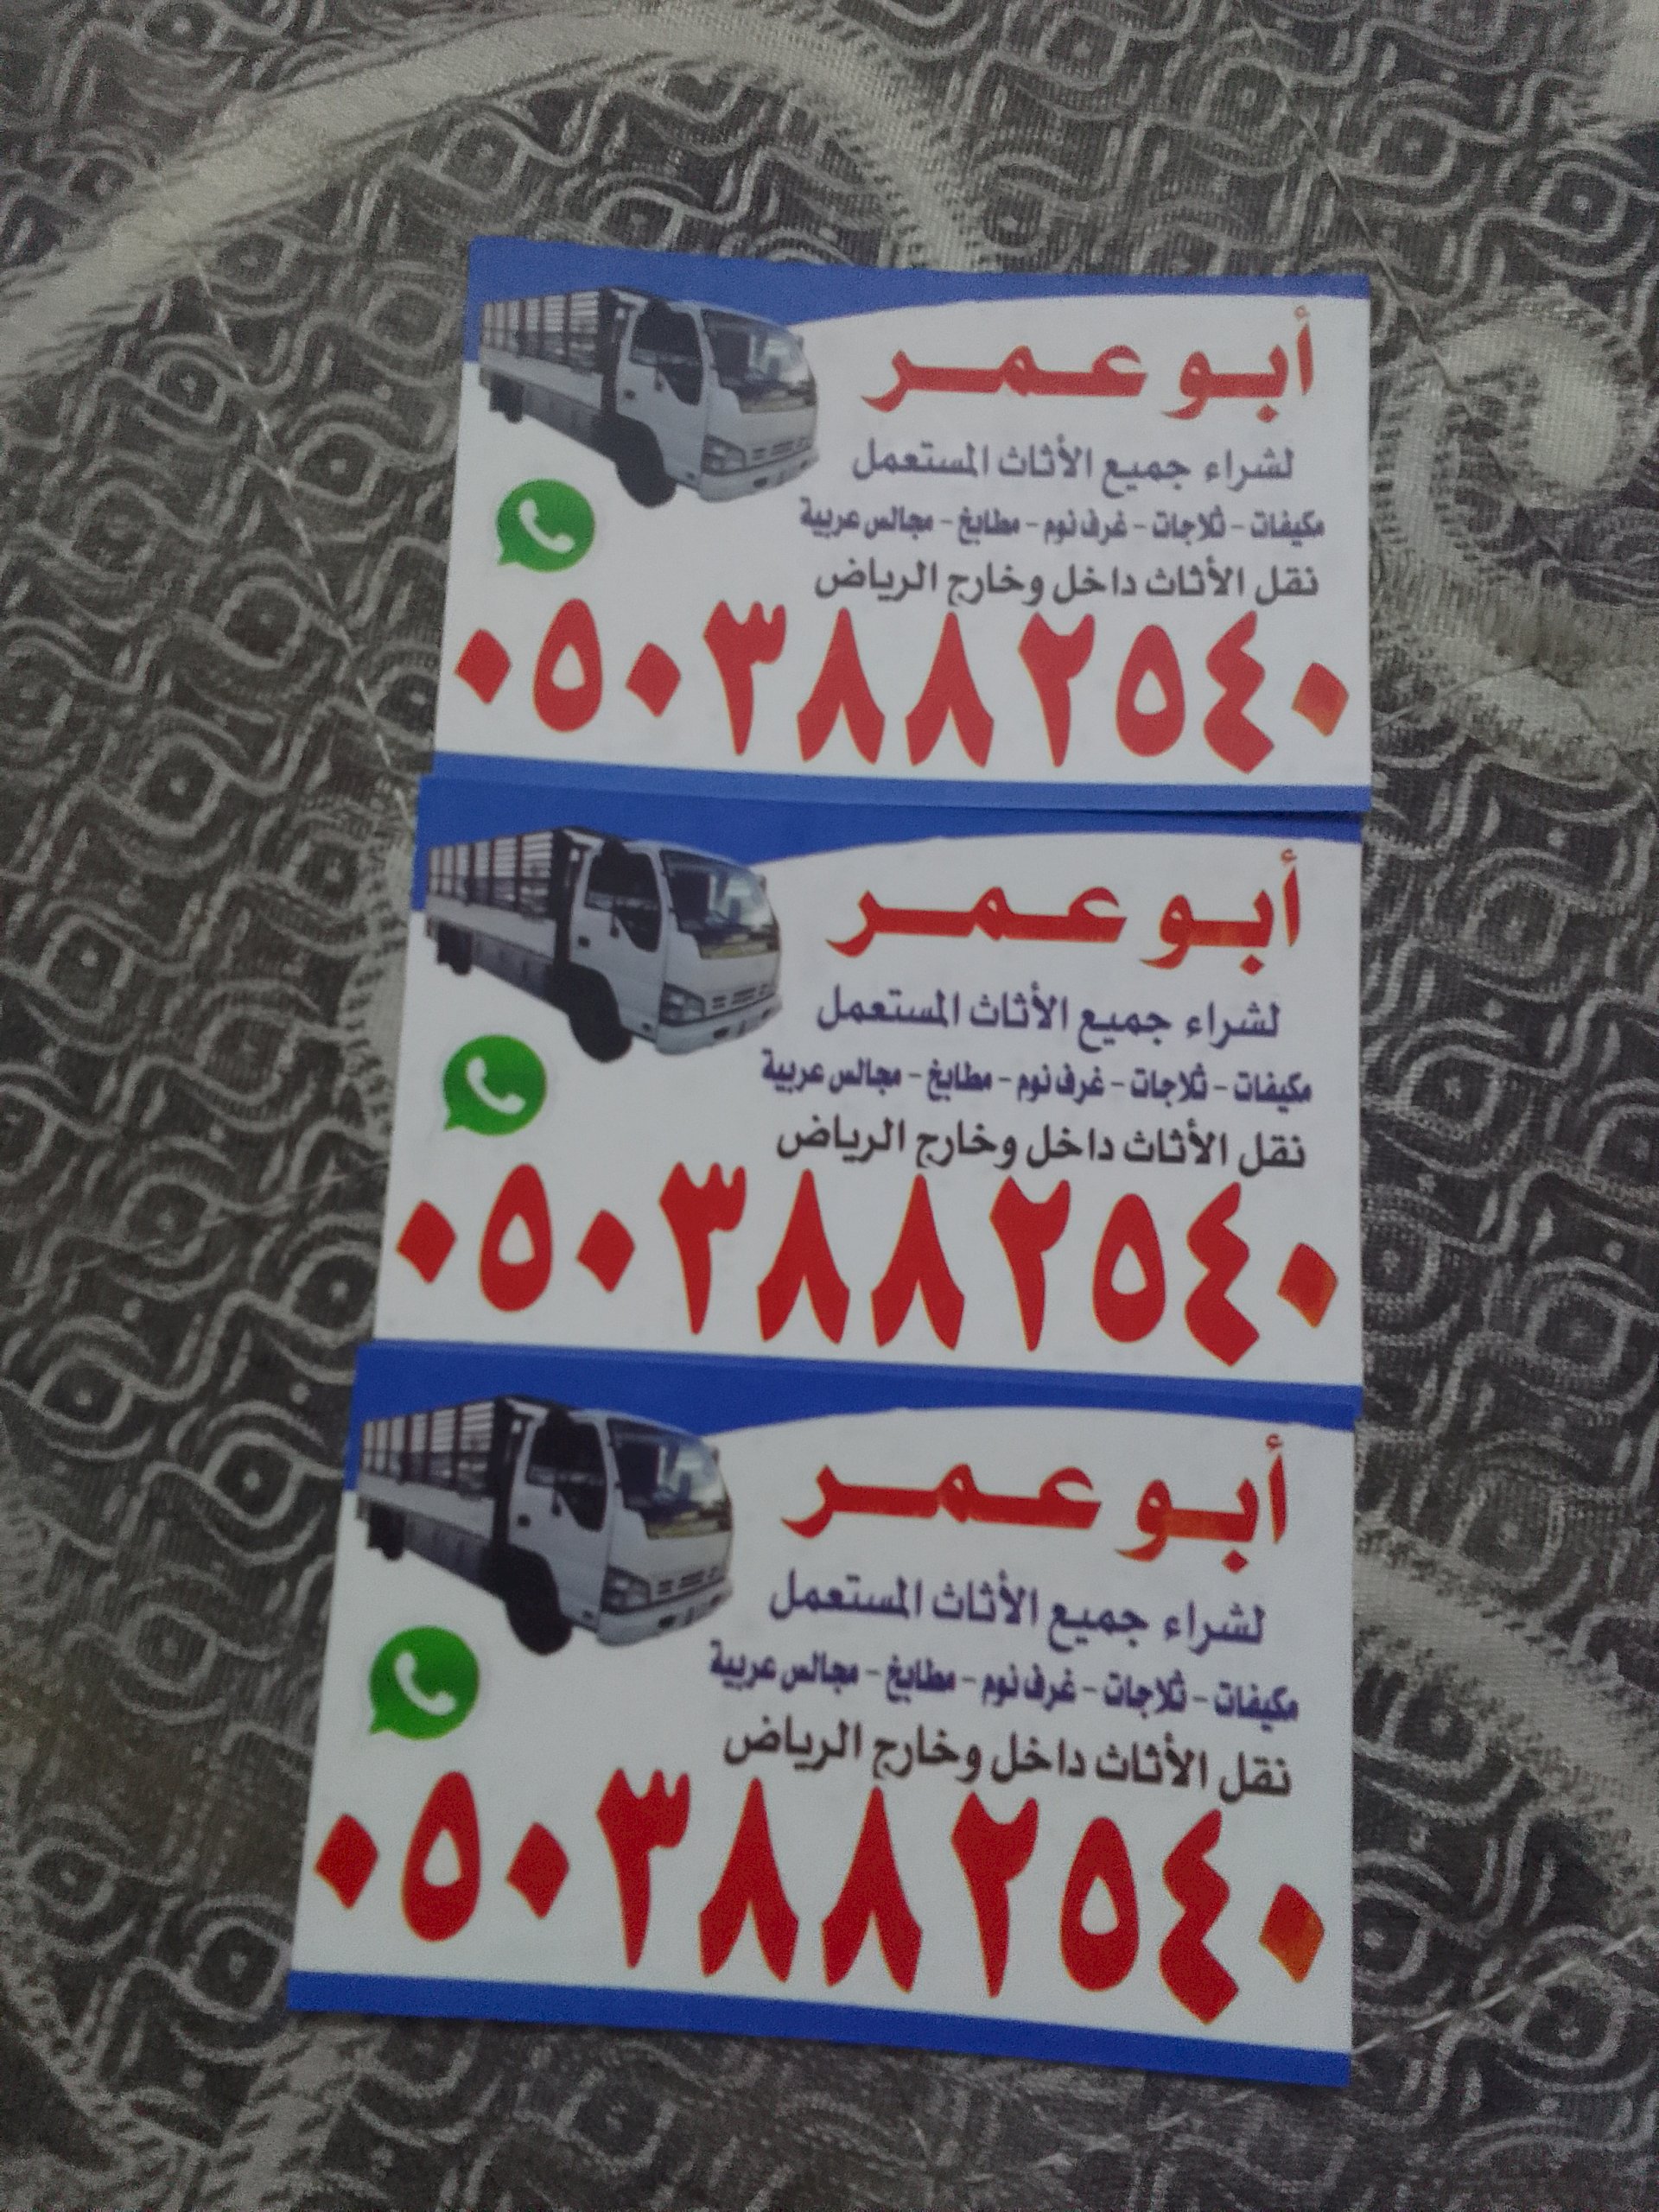 أبو عمر
لشراء جميع الأثاث المستعمل
مكيفات - ثلاجات - غرف نوم - مطابخ - مجالس عربية
نقل الأثاث داخل وخارج الرياض
٠٥٠٣٨٨٢٥٤٠
أبو عمر
لشراء جميع الأثاث المستعمل
مكيفات - ثلاجات - غرف نوم - مطابخ - مجالس عربية
نقل الأثاث داخل وخارج الرياض
٠٥٠٣٨٨٢٥٤٠
أبو عمر
لشراء جميع الأثاث المستعمل
مكيفات - ثلاجات - غرف نوم - مطابخ - مجالس عربية
نقل الأثاث داخل وخارج الرياض
٠٥٠٣٨٨٢٥٤٠